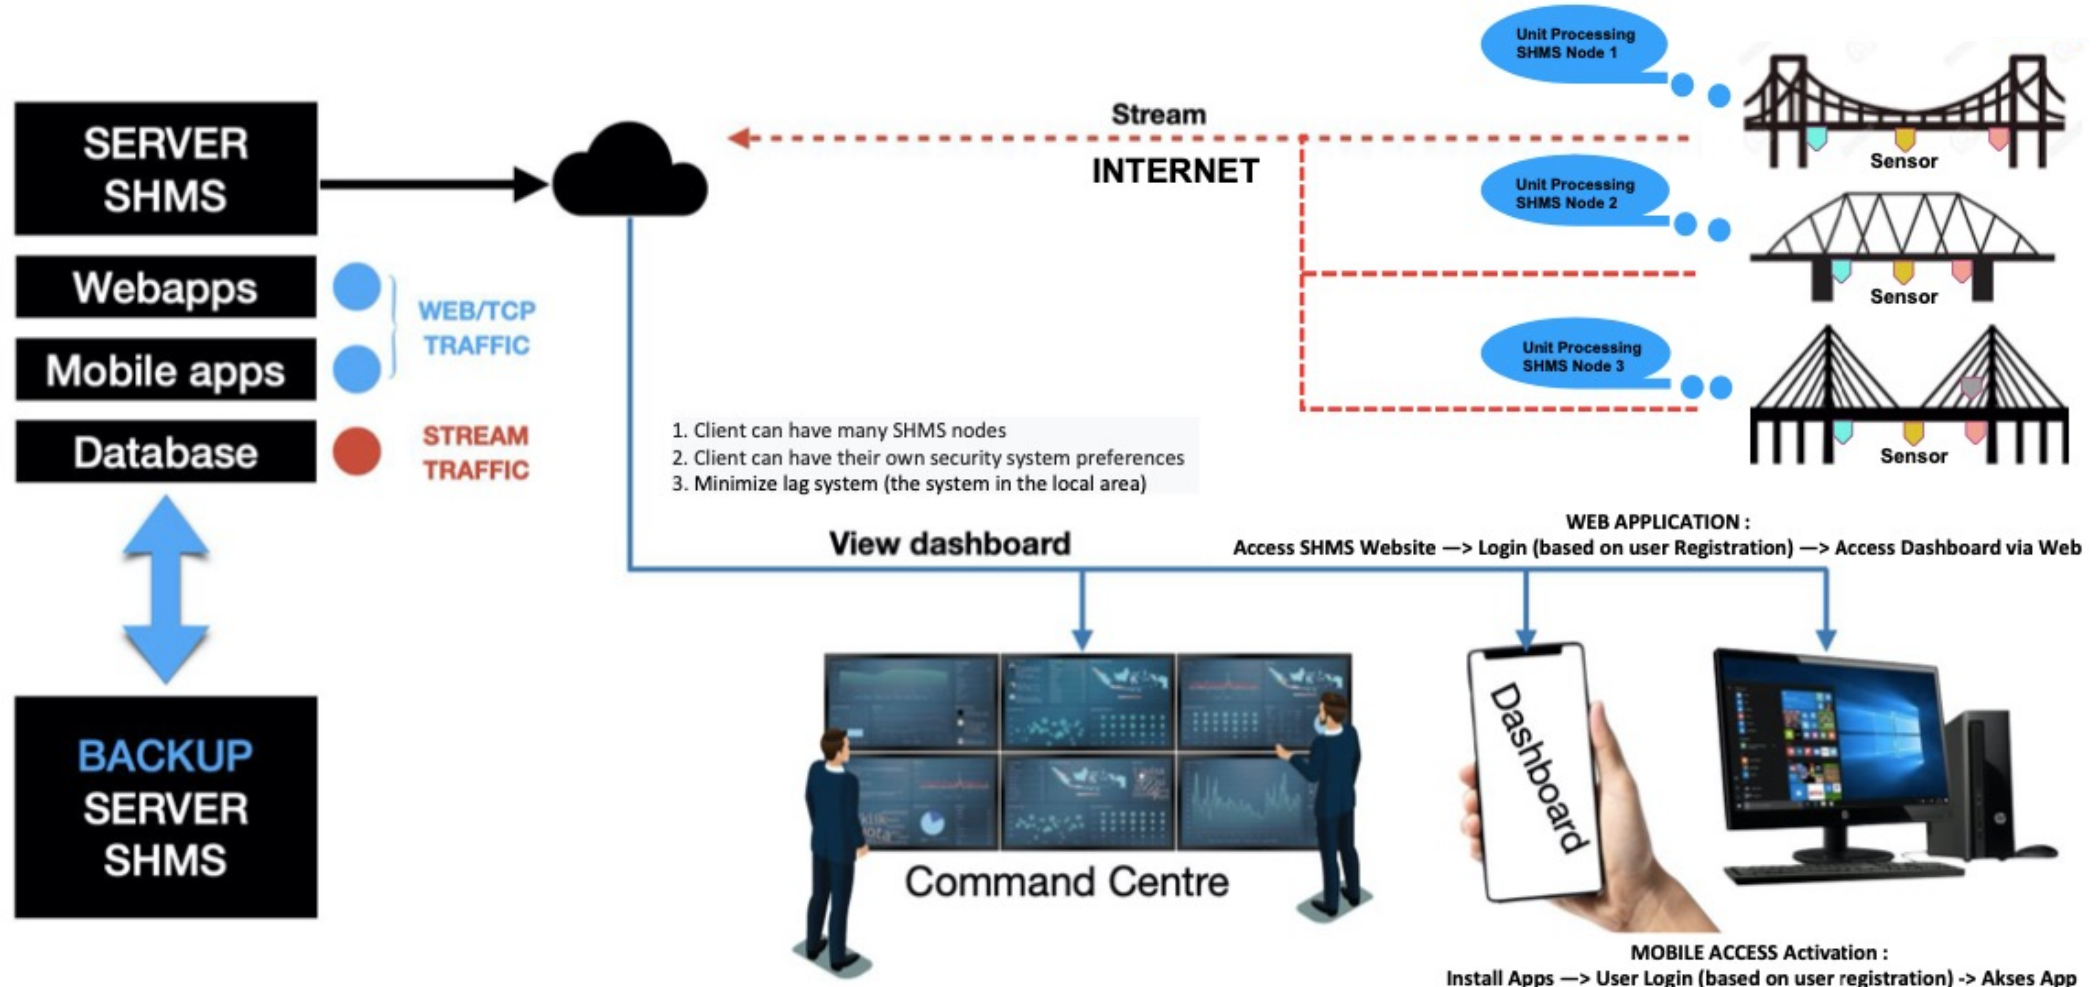 SERVER
SHMS
Webapps
Mobile apps
Database
WEB/TCP
TRAFFIC
STREAM
TRAFFIC
BACKUP
SERVER
SHMS
Stream
INTERNET
Unit Processing
SHMS Node 1
Sensor
Unit Processing
SHMS Node 2
Sensor
Unit Processing
SHMS Node 3
Sensor
1. Client can have many SHMS nodes
2. Client can have their own security system preferences
3. Minimize lag system (the system in the local area)
View dashboard
WEB APPLICATION :
Access SHMS Website —> Login (based on user Registration) —> Access Dashboard via Web
Command Centre
Dashboard
MOBILE ACCESS Activation :
Install Apps —> User Login (based on user registration) -> Akses App